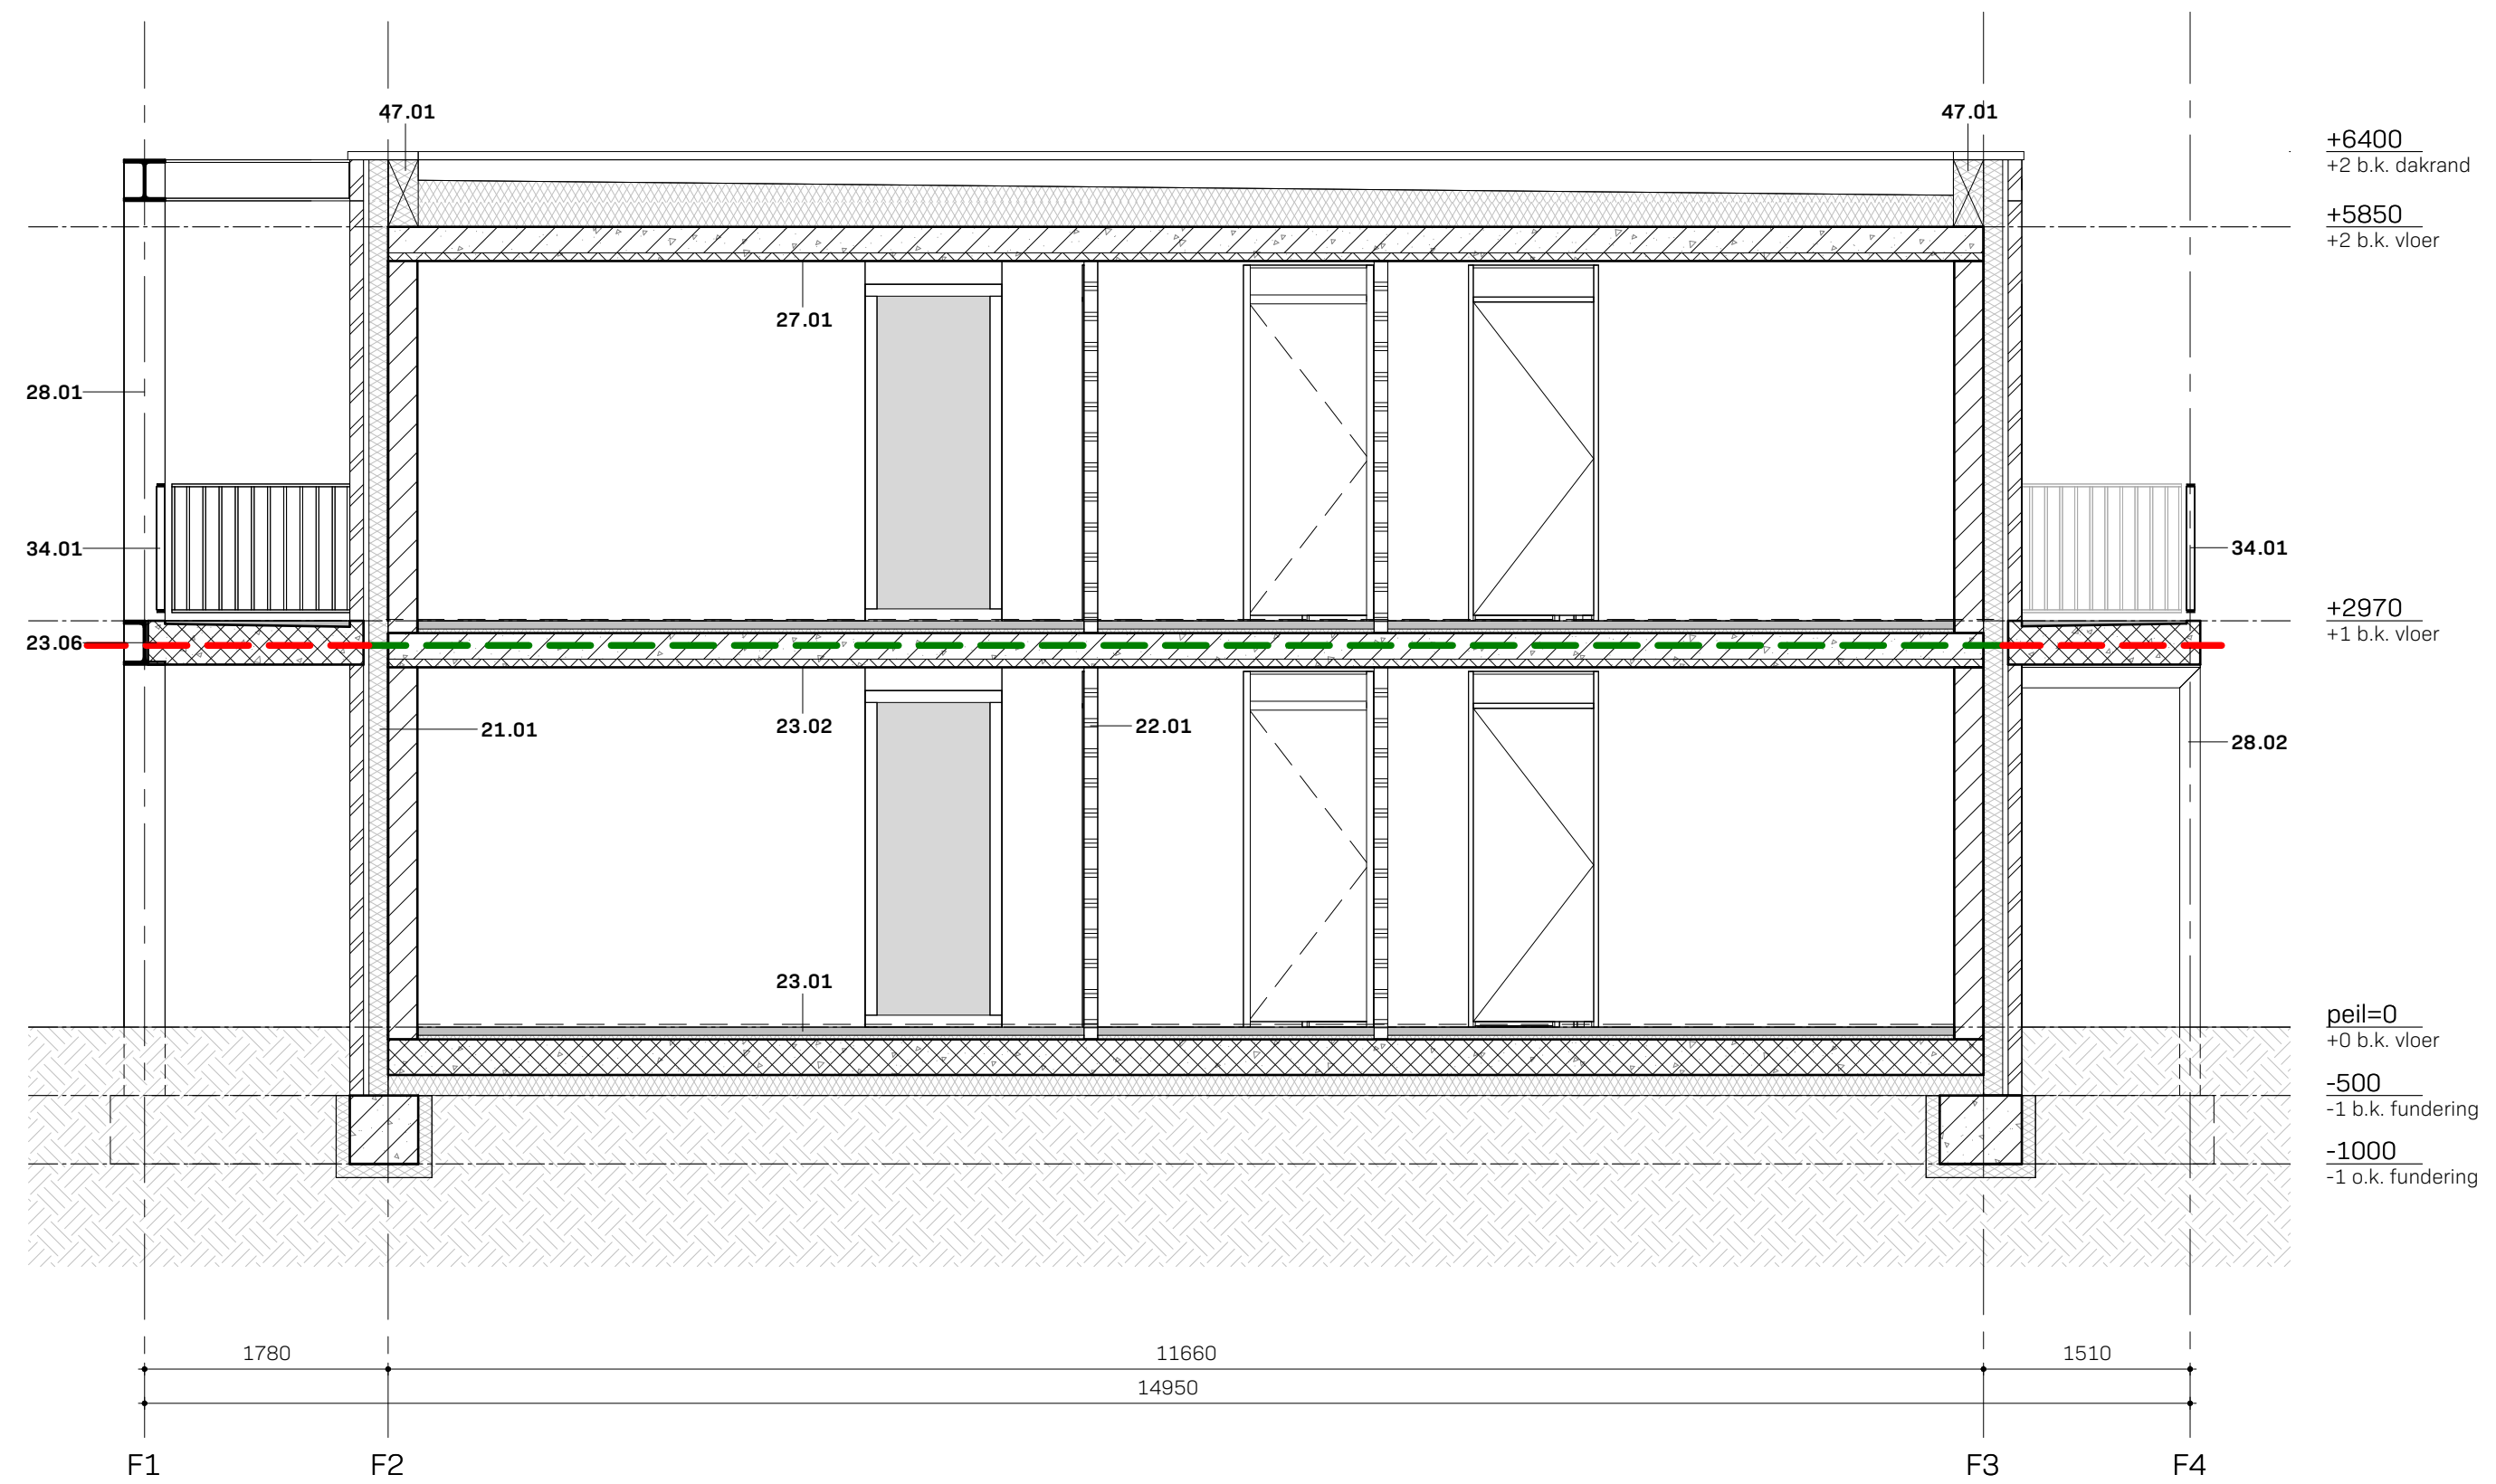 47.01
47.01
+6400
+2 b.k. dakrand
+5850
+2 b.k. vloer
27.01
28.01
34.01
34.01
+2970
+1 b.k. vloer
23.06
21.01
23.02
22.01
28.02
23.01
peil=0
+0 b.k. vloer
-500
-1 b.k. fundering
-1000
-1 o.k. fundering
1780
11660
1510
14950
F1
F2
F3
F4